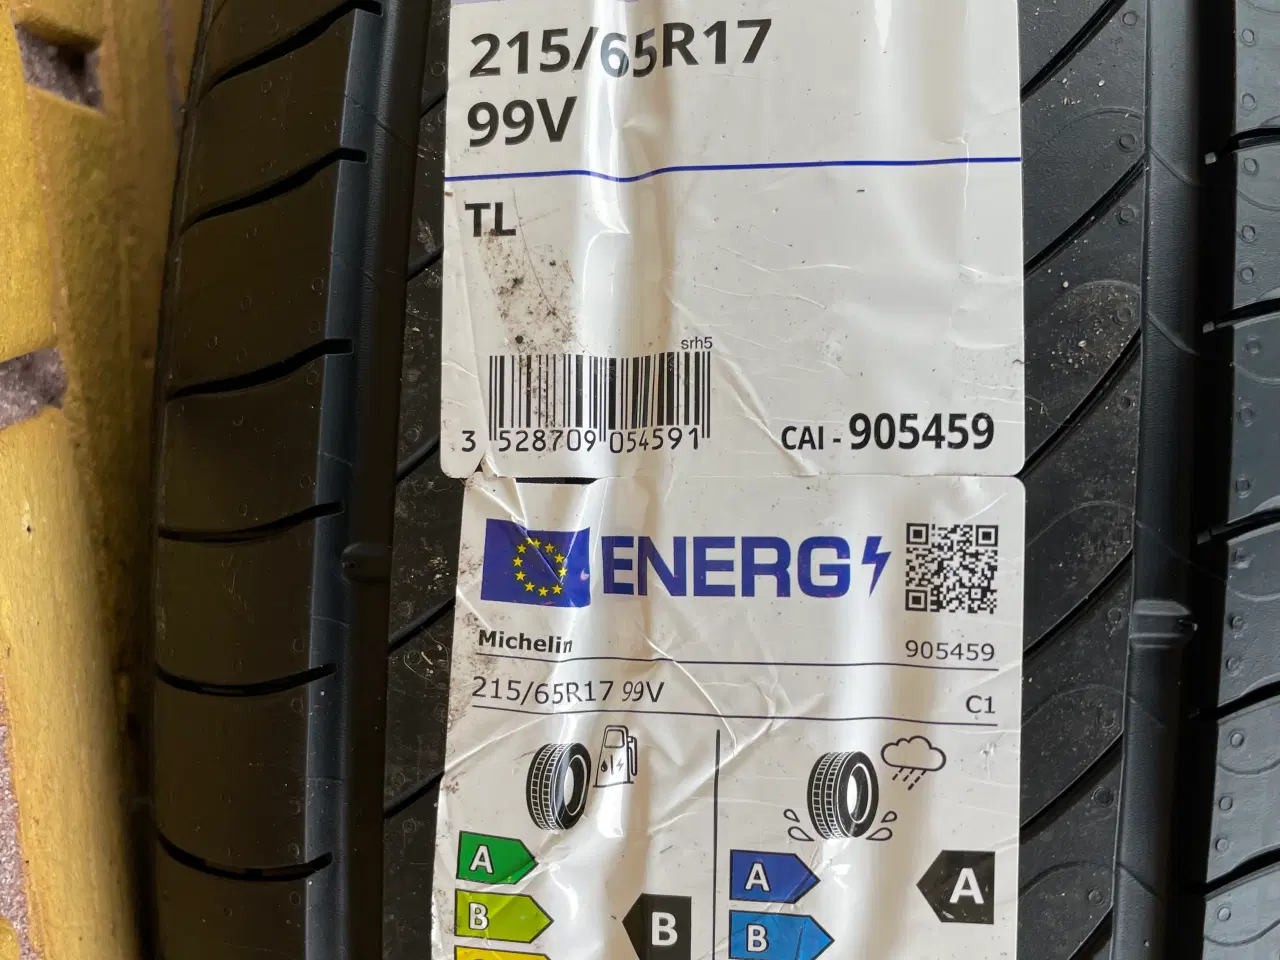 215/65R17
99V
TL
srh5
3 528709 054591
CAI - 905459
ENERG
Michelin
905459
215/65R17 99V
C1
A
A
A
B
B
B